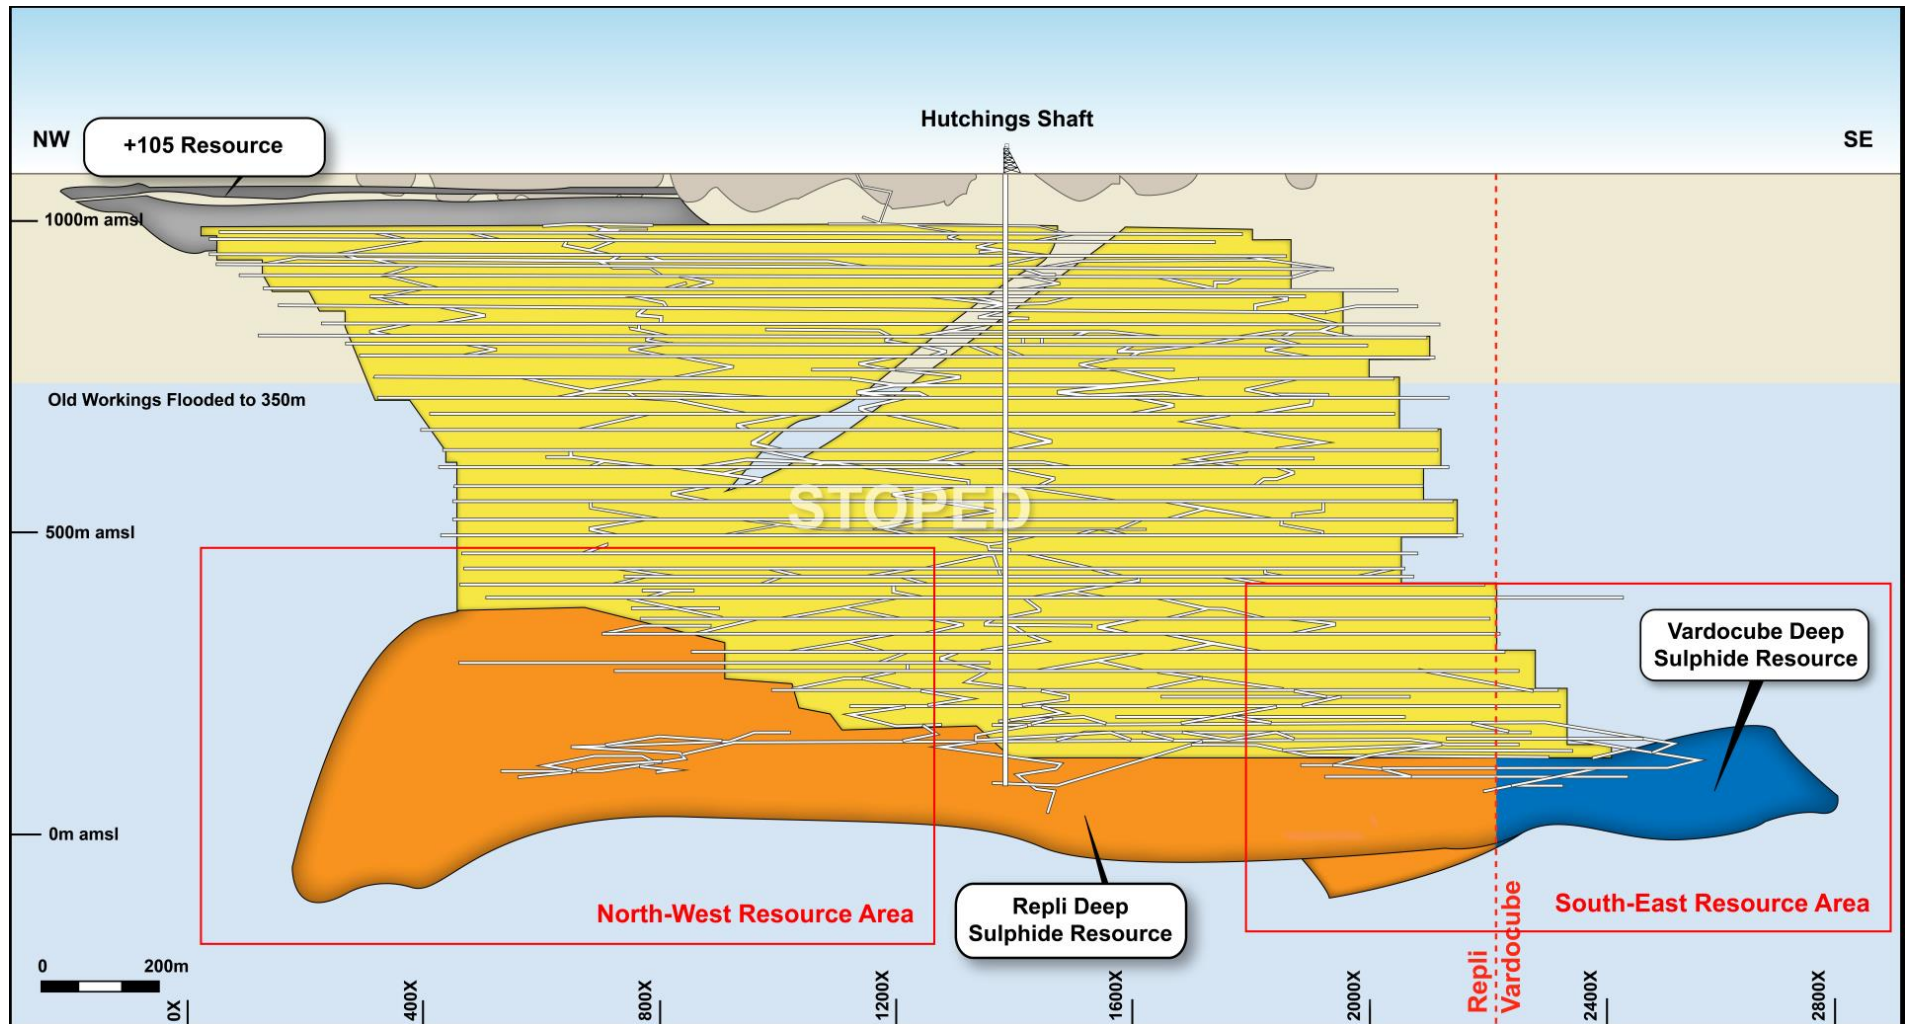 Hutchings Shaft
NW
+105 Resource
SE
1000m amsl
Old Workings Flooded to 350m
STOPED
500m amsl
Vardocube Deep
Sulphide Resource
0m amsl
North-West Resource Area
Repli Deep
Sulphide Resource
South-East Resource Area
Repli
Vardocube
0
200m
0X
400X
800X
1200X
1600X
2000X
2400X
2800X